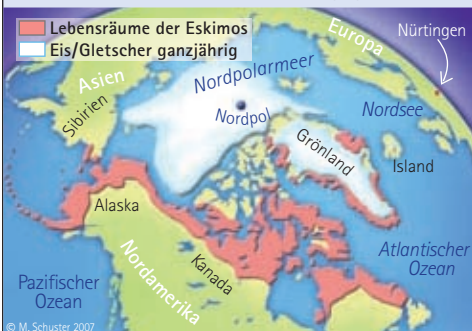 Lebensräume der Eskimos
Eis/Gletscher ganzjährig
Europa
Nürtingen
Asien
Nordpolarmeer
Sibirien
Nordpol
Nordsee
Grönland
Island
Alaska
Kanada
Nordamerika
Atlantischer
Ozean
Pazifischer
Ozean
© M. Schuster 2007